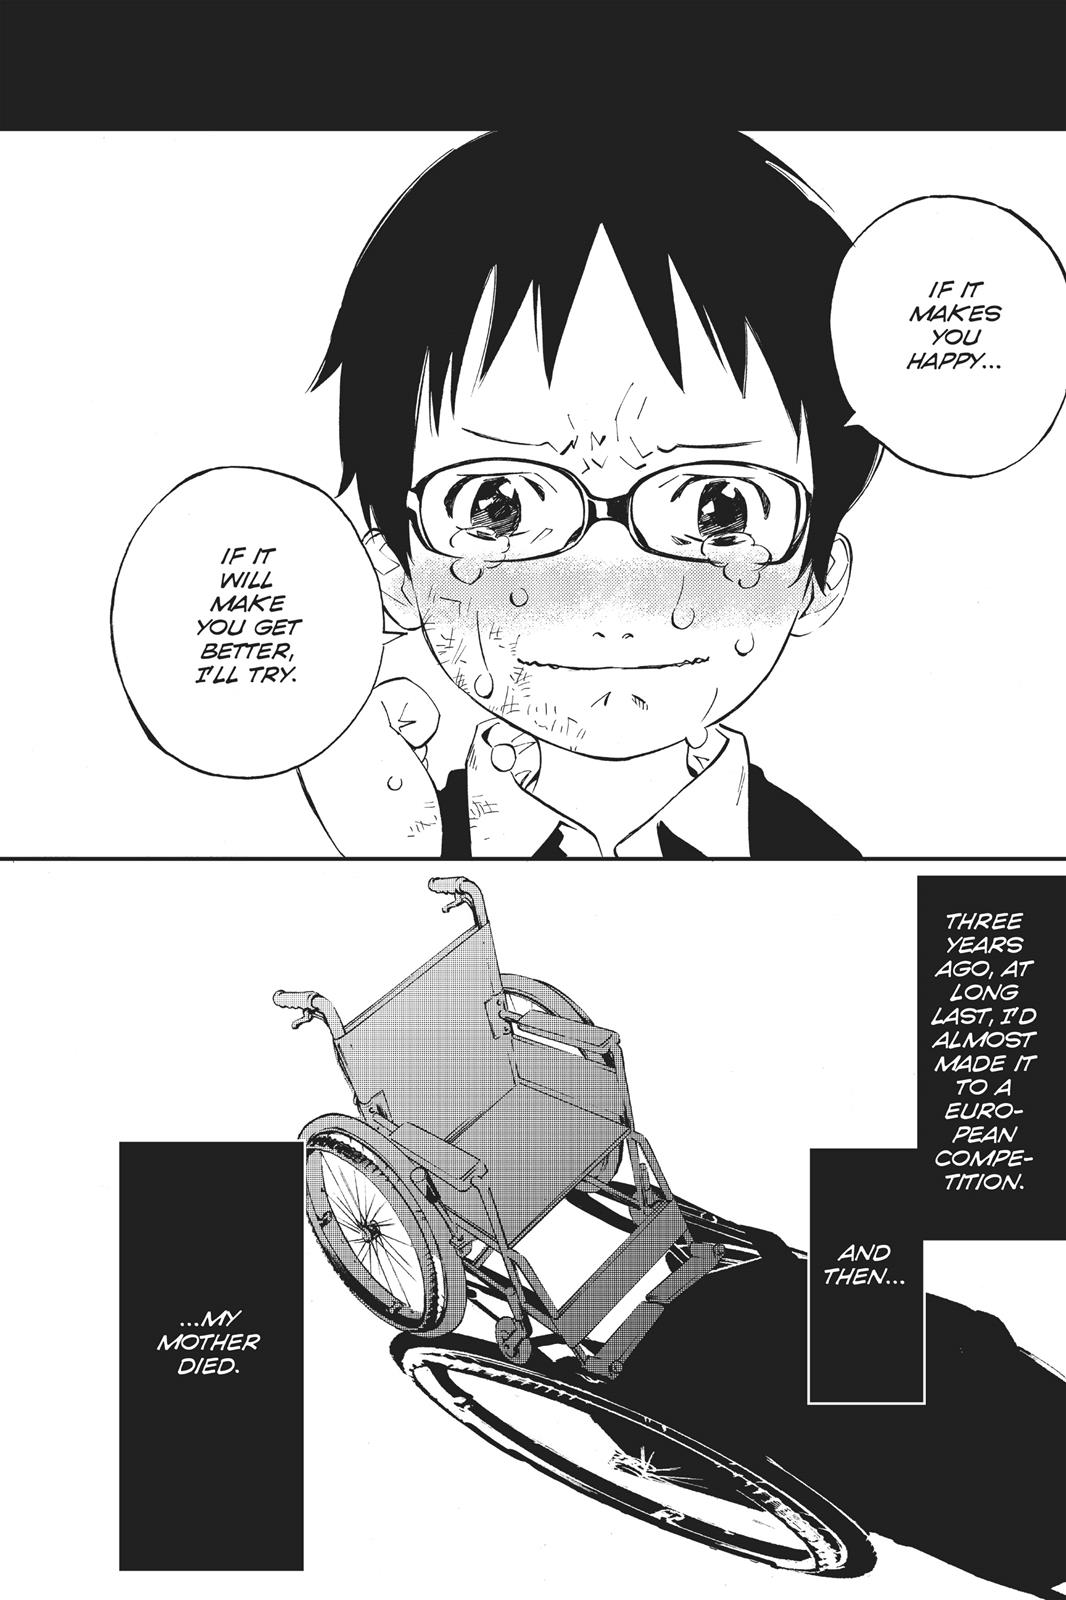 IF IT
MAKES
YOU
HAPPY...
IF IT
WILL
MAKE
YOU GET
BETTER,
I'LL TRY.
THREE
YEARS
AGO, AT
LONG
LAST, I'D
ALMOST
MADE IT
TO A
EURO-
PEAN
COMPE-
TITION.
AND
THEN...
...MY
MOTHER
DIED.